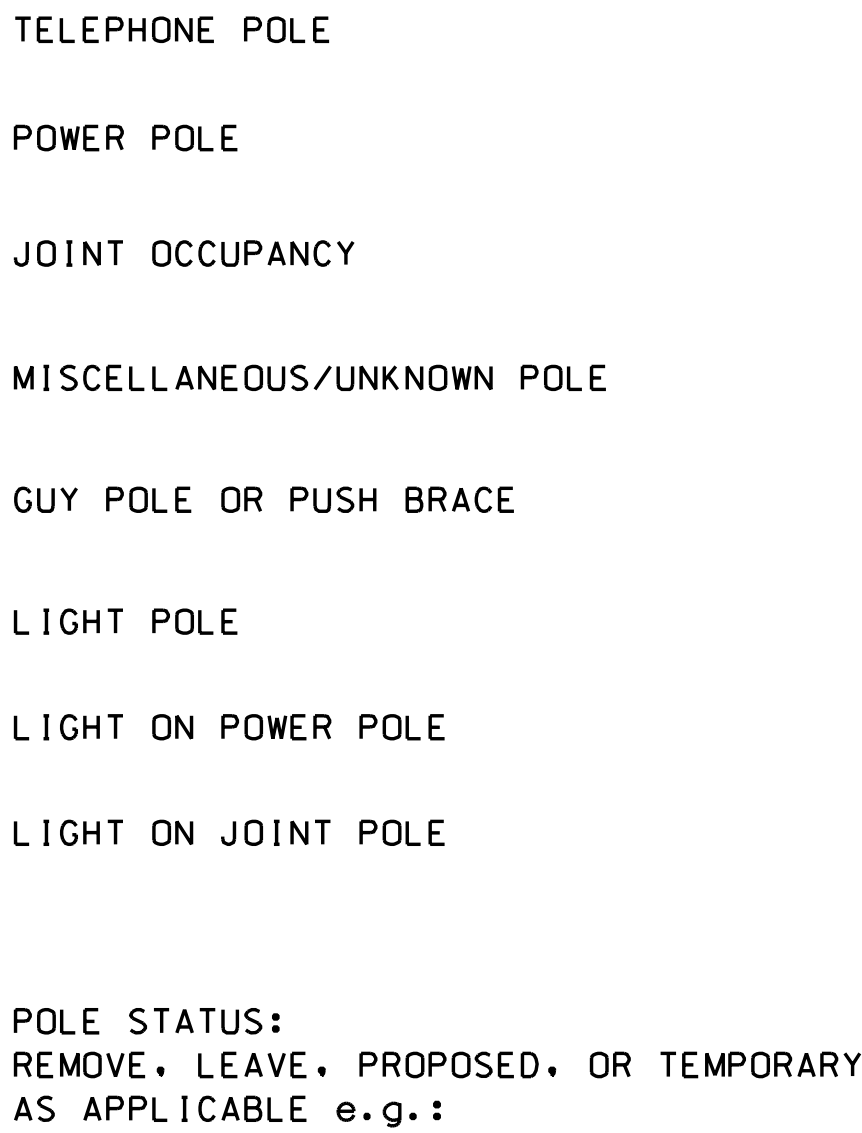 TELEPHONE POLE
POWER POLE
JOINT OCCUPANCY
MISCELLANEOUS/UNKNOWN POLE
GUY POLE OR PUSH BRACE
LIGHT POLE
LIGHT ON POWER POLE
LIGHT ON JOINT POLE
POLE STATUS:
REMOVE, LEAVE, PROPOSED, OR TEMPORARY
AS APPLICABLE e.g.: